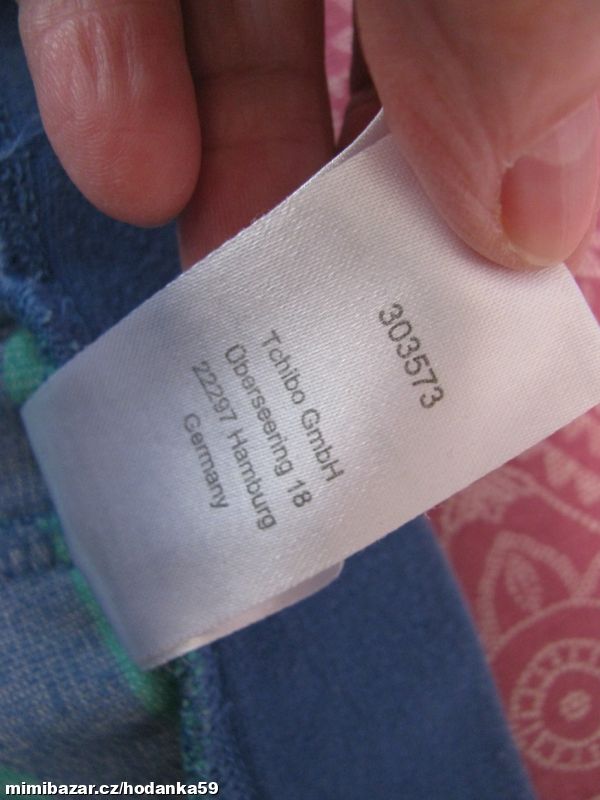 303573
Tchibo GmbH
Überseering 18
22297 Hamburg
Germany
mimibazar.cz/hodanka59